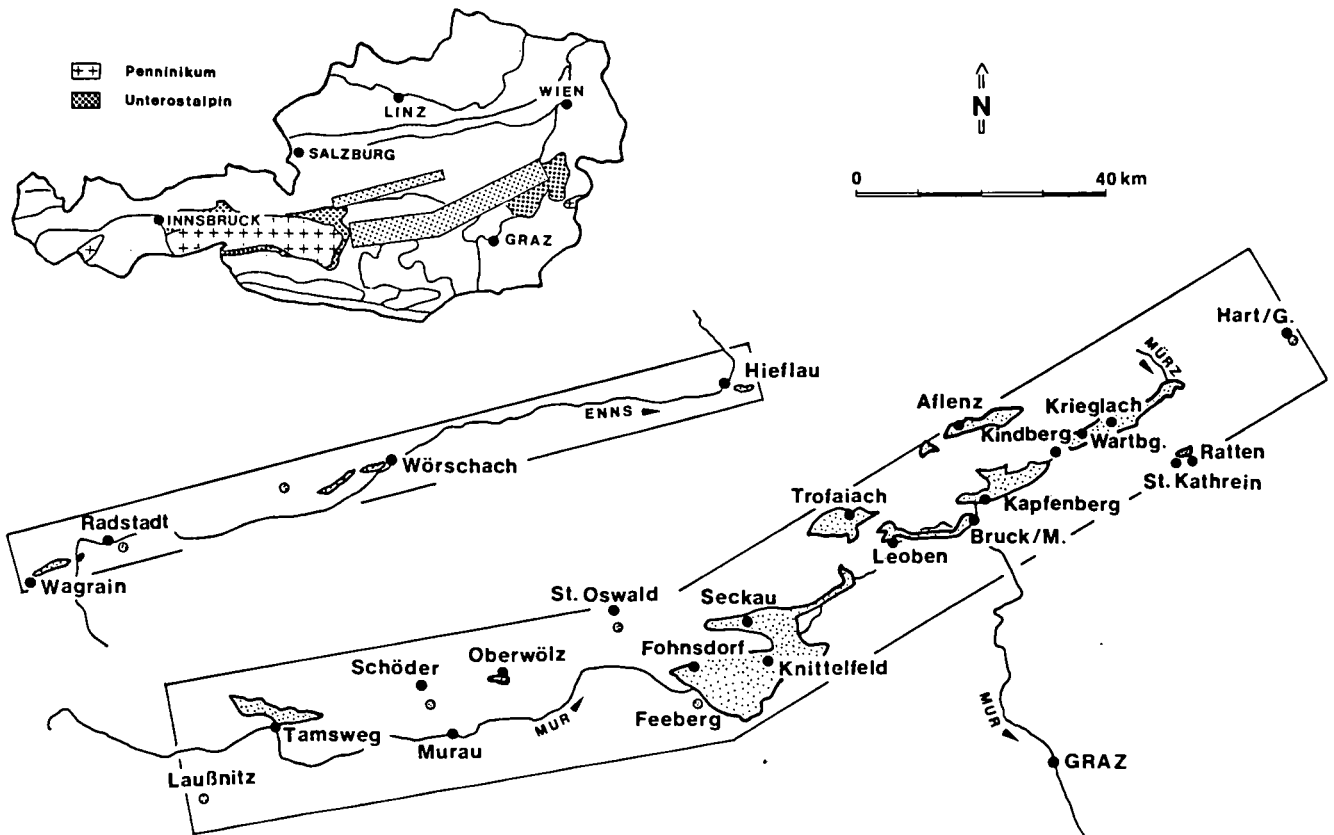 Penninikum
Unterostalpin
WIEN
LINZ
SALZBURG
INNSBRUCK
GRAZ
N
0 40 km
Hart/G.
MÜRZ
Hieflau
ENNS
Aflenz
Krieglach
Kindberg
Wartbg.
Wörschach
Ratten
St. Kathrein
Trofaiach
Kapfenberg
Radstadt
Bruck/M.
Leoben
Wagrain
St. Oswald
Seckau
Fohnsdorf
Oberwölz
Schöder
Knittelfeld
Feeberg
MUR
MUR
Tamsweg
Murau
GRAZ
Laußnitz